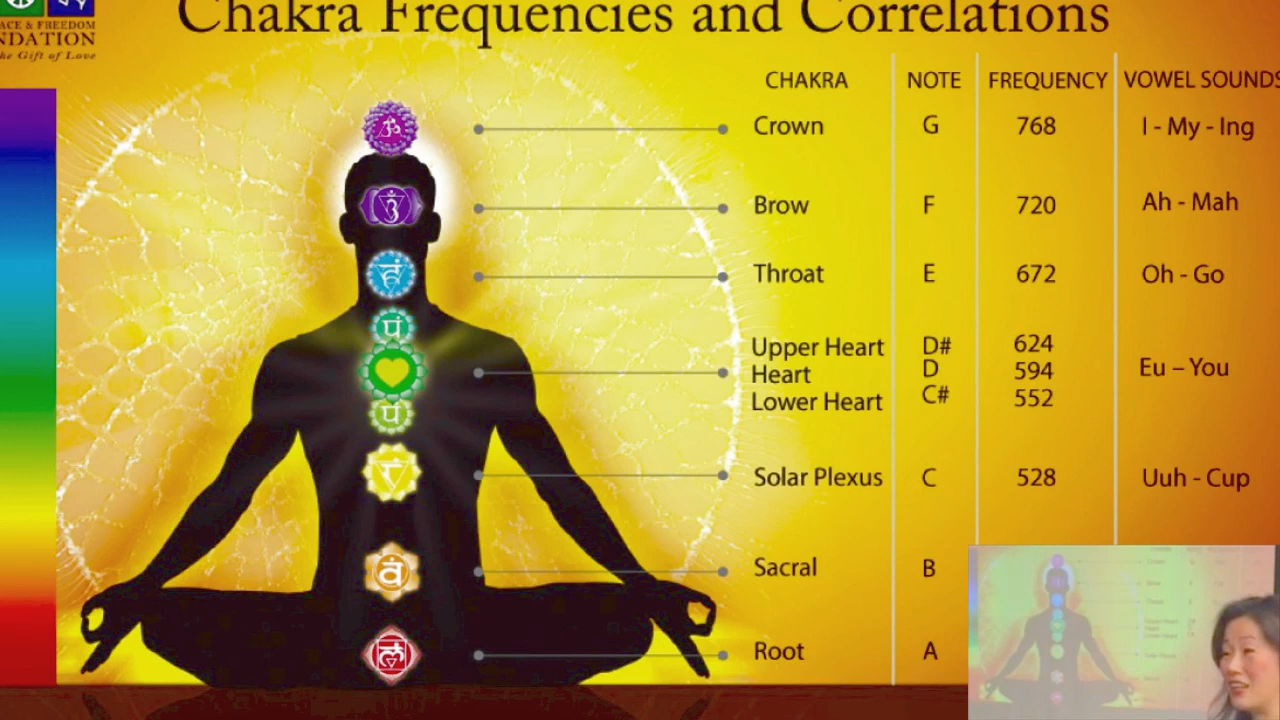 Chakra Frequencies and Correlations
ACE & FREEDOM
NDATION
he Gift of Love
CHAKRA NOTE FREQUENCY VOWEL SOUNDS
Crown G 768 I - My - Ing
Brow F 720 Ah - Mah
Throat E 672 Oh - Go
Upper Heart D# 624
Heart D 594 Eu – You
Lower Heart C# 552
Solar Plexus C 528 Uuh - Cup
Sacral B
Root A
ॐ
हं
पं